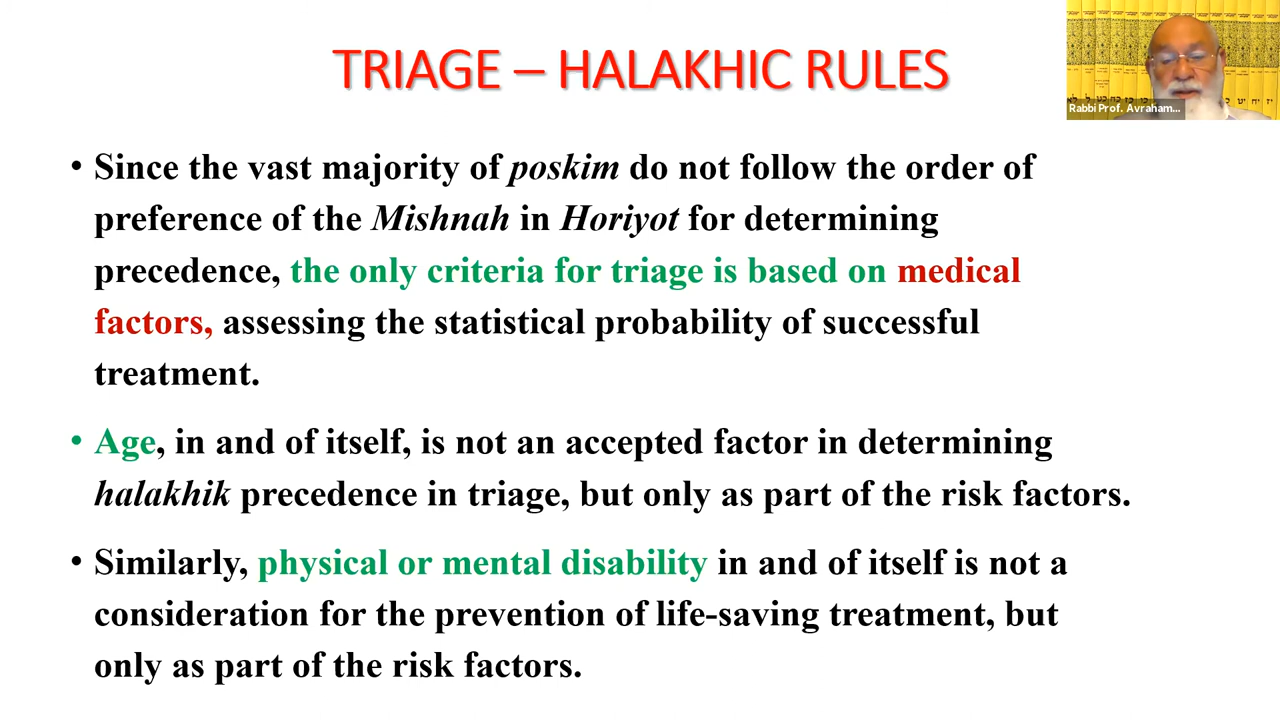 TRIAGE – HALAKHIC RULES
Rabbi Prof. Avraham...
• Since the vast majority of poskim do not follow the order of
preference of the Mishnah in Horiyot for determining
precedence, the only criteria for triage is based on medical
factors, assessing the statistical probability of successful
treatment.
• Age, in and of itself, is not an accepted factor in determining
halakhik precedence in triage, but only as part of the risk factors.
• Similarly, physical or mental disability in and of itself is not a
consideration for the prevention of life-saving treatment, but
only as part of the risk factors.